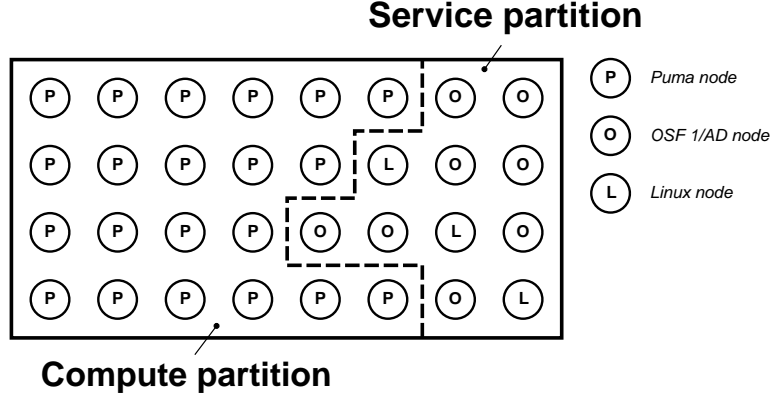 Service partition
P P P P P P O O
P P P P P L O O
P P P P O O L O
P P P P P P O L
P Puma node
O OSF 1/AD node
L Linux node
Compute partition